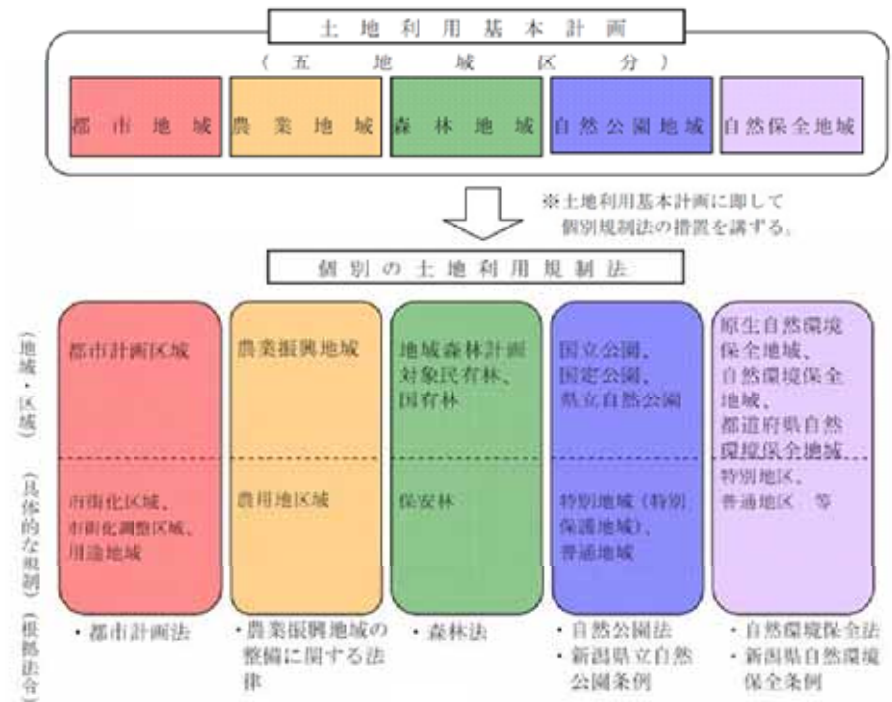 土地利用基本計画
（五地域区分）
都市地域
農業地域
森林地域
自然公園地域
自然保全地域
※土地利用基本計画に即して
個別規制法の措置を講ずる。
個別の土地利用規制法
（地域・区域）
都市計画区域
農業振興地域
地域森林計画
対象民有林、
国有林
国立公園、
国定公園、
県立自然公園
原生自然環境
保全地域、
自然環境保全
地域、
都道府県自然
環境保全地域
（具体的な規制）
市街化区域、
市街化調整区域、
用途地域
農用地区域
保安林
特別地域（特別
保護地域）、
普通地域
特別地区、
普通地区 等
（根拠法令）
・都市計画法
・農業振興地域の
整備に関する法
律
・森林法
・自然公園法
・新潟県立自然
公園条例
・自然環境保全法
・新潟県自然環境
保全条例